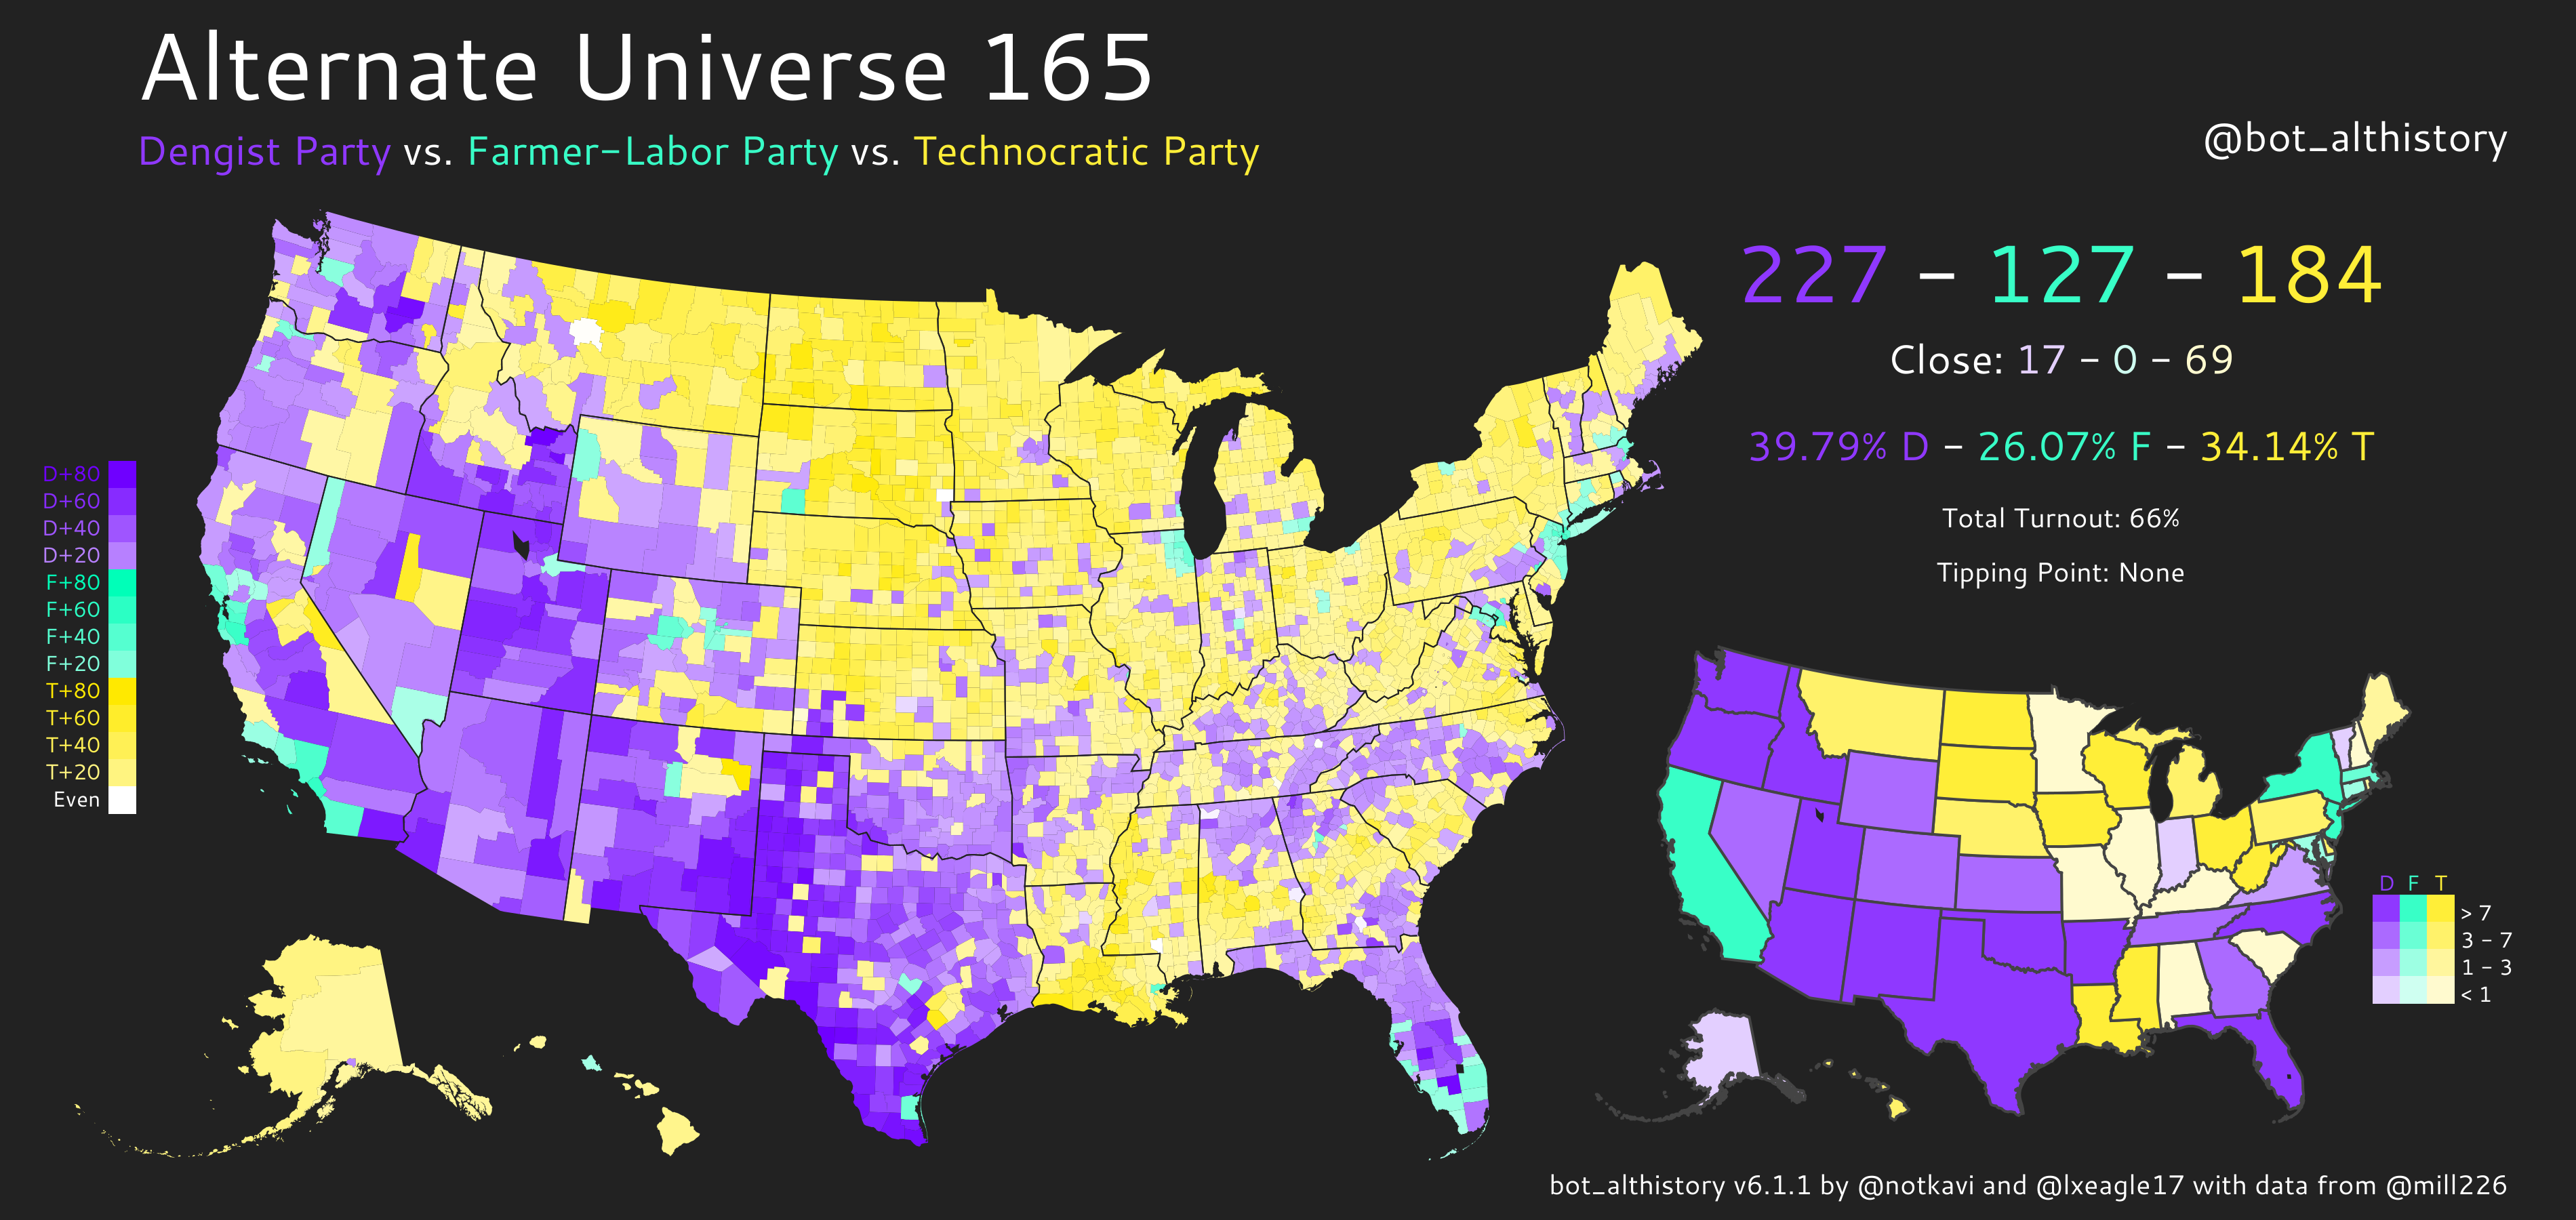 Alternate Universe 165
Dengist Party vs. Farmer-Labor Party vs. Technocratic Party
@bot_althistory
227 - 127 - 184
Close: 17 - 0 - 69
39.79% D - 26.07% F - 34.14% T
Total Turnout: 66%
Tipping Point: None
D+80
D+60
D+40
D+20
F+80
F+60
F+40
F+20
T+80
T+60
T+40
T+20
Even
D F T
> 7
3 - 7
1 - 3
< 1
bot_althistory v6.1.1 by @notkavi and @lxeagle17 with data from @mill226